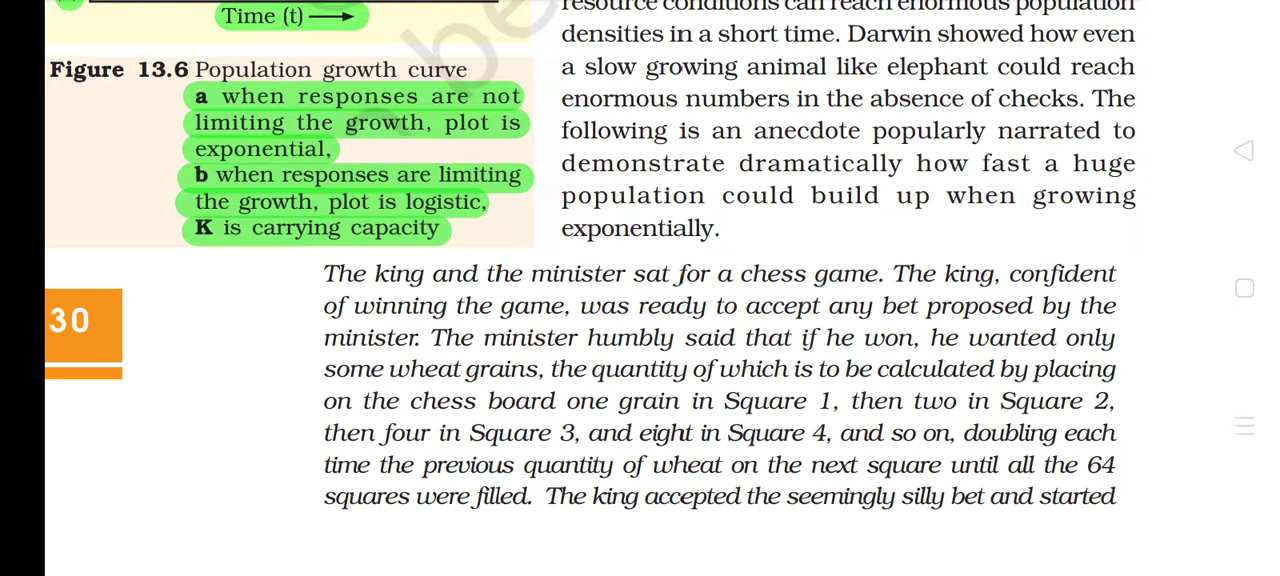 Time (t)
Figure 13.6 Population growth curve
a when responses are not
limiting the growth, plot is
exponential,
b when responses are limiting
the growth, plot is logistic,
K is carrying capacity
resource conditions can reach enormous population
densities in a short time. Darwin showed how even
a slow growing animal like elephant could reach
enormous numbers in the absence of checks. The
following is an anecdote popularly narrated to
demonstrate dramatically how fast a huge
population could build up when growing
exponentially.
30
The king and the minister sat for a chess game. The king, confident
of winning the game, was ready to accept any bet proposed by the
minister. The minister humbly said that if he won, he wanted only
some wheat grains, the quantity of which is to be calculated by placing
on the chess board one grain in Square 1, then two in Square 2,
then four in Square 3, and eight in Square 4, and so on, doubling each
time the previous quantity of wheat on the next square until all the 64
squares were filled. The king accepted the seemingly silly bet and started